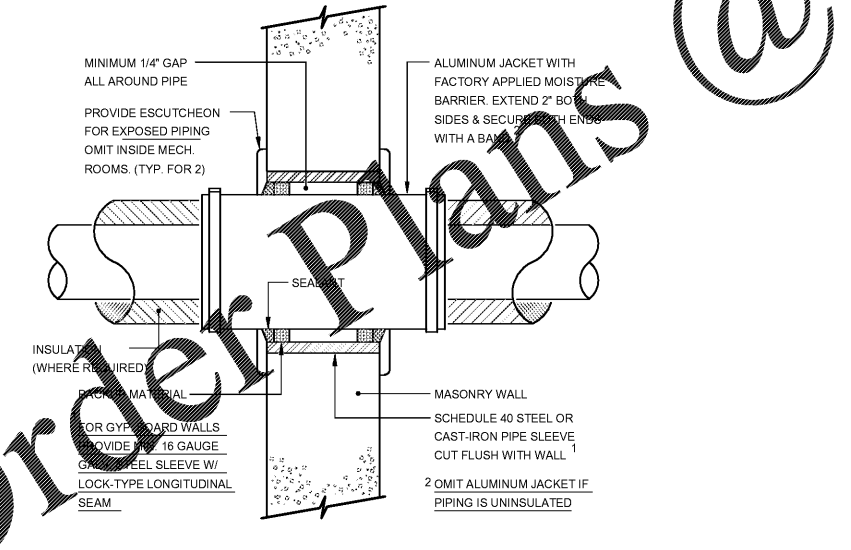 MINIMUM 1/4" GAP
ALL AROUND PIPE
PROVIDE ESCUTCHEON
FOR EXPOSED PIPING
OMIT INSIDE MECH.
ROOMS. (TYP. FOR 2)
ALUMINUM JACKET WITH
FACTORY APPLIED MOISTURE
BARRIER. EXTEND 2" BOTH
SIDES & SECURE BOTH ENDS
WITH A BAND 2
SEALANT
INSULATION
(WHERE REQUIRED)
BACKUP MATERIAL
FOR GYP. BOARD WALLS
PROVIDE MIN. 16 GAUGE
GALV. STEEL SLEEVE W/
LOCK-TYPE LONGITUDINAL
SEAM
MASONRY WALL
SCHEDULE 40 STEEL OR
CAST-IRON PIPE SLEEVE
CUT FLUSH WITH WALL 1
2 OMIT ALUMINUM JACKET IF
PIPING IS UNINSULATED
order Plans @